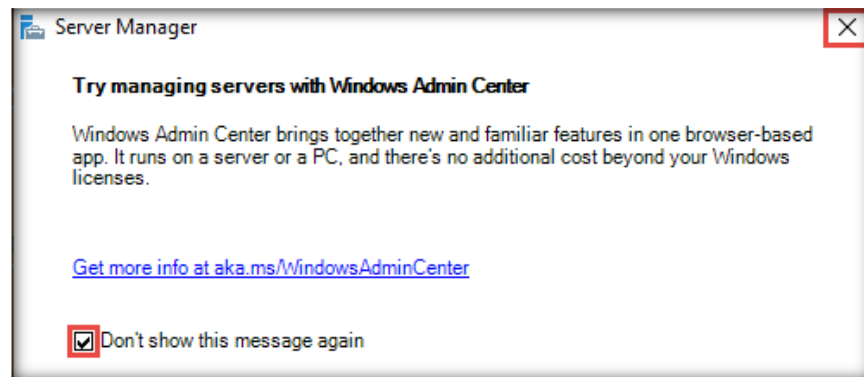 Server Manager
Try managing servers with Windows Admin Center
Windows Admin Center brings together new and familiar features in one browser-based
app. It runs on a server or a PC, and there's no additional cost beyond your Windows
licenses.
Get more info at aka.ms/WindowsAdminCenter
Don't show this message again